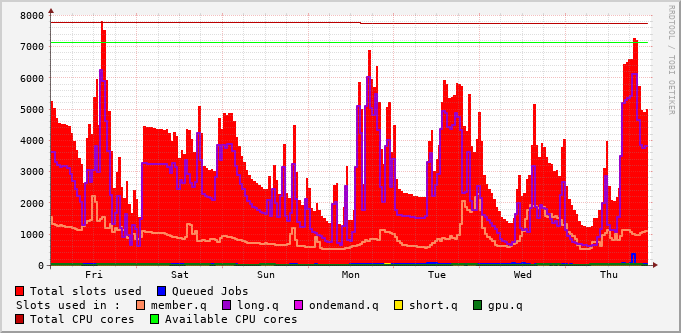 8000
7000
6000
5000
4000
3000
2000
1000
0
Fri Sat Sun Mon Tue Wed Thu
Total slots used Queued Jobs
Slots used in : member.q long.q ondemand.q short.q gpu.q
Total CPU cores Available CPU cores
RRDTOOL / TOBI OETIKER